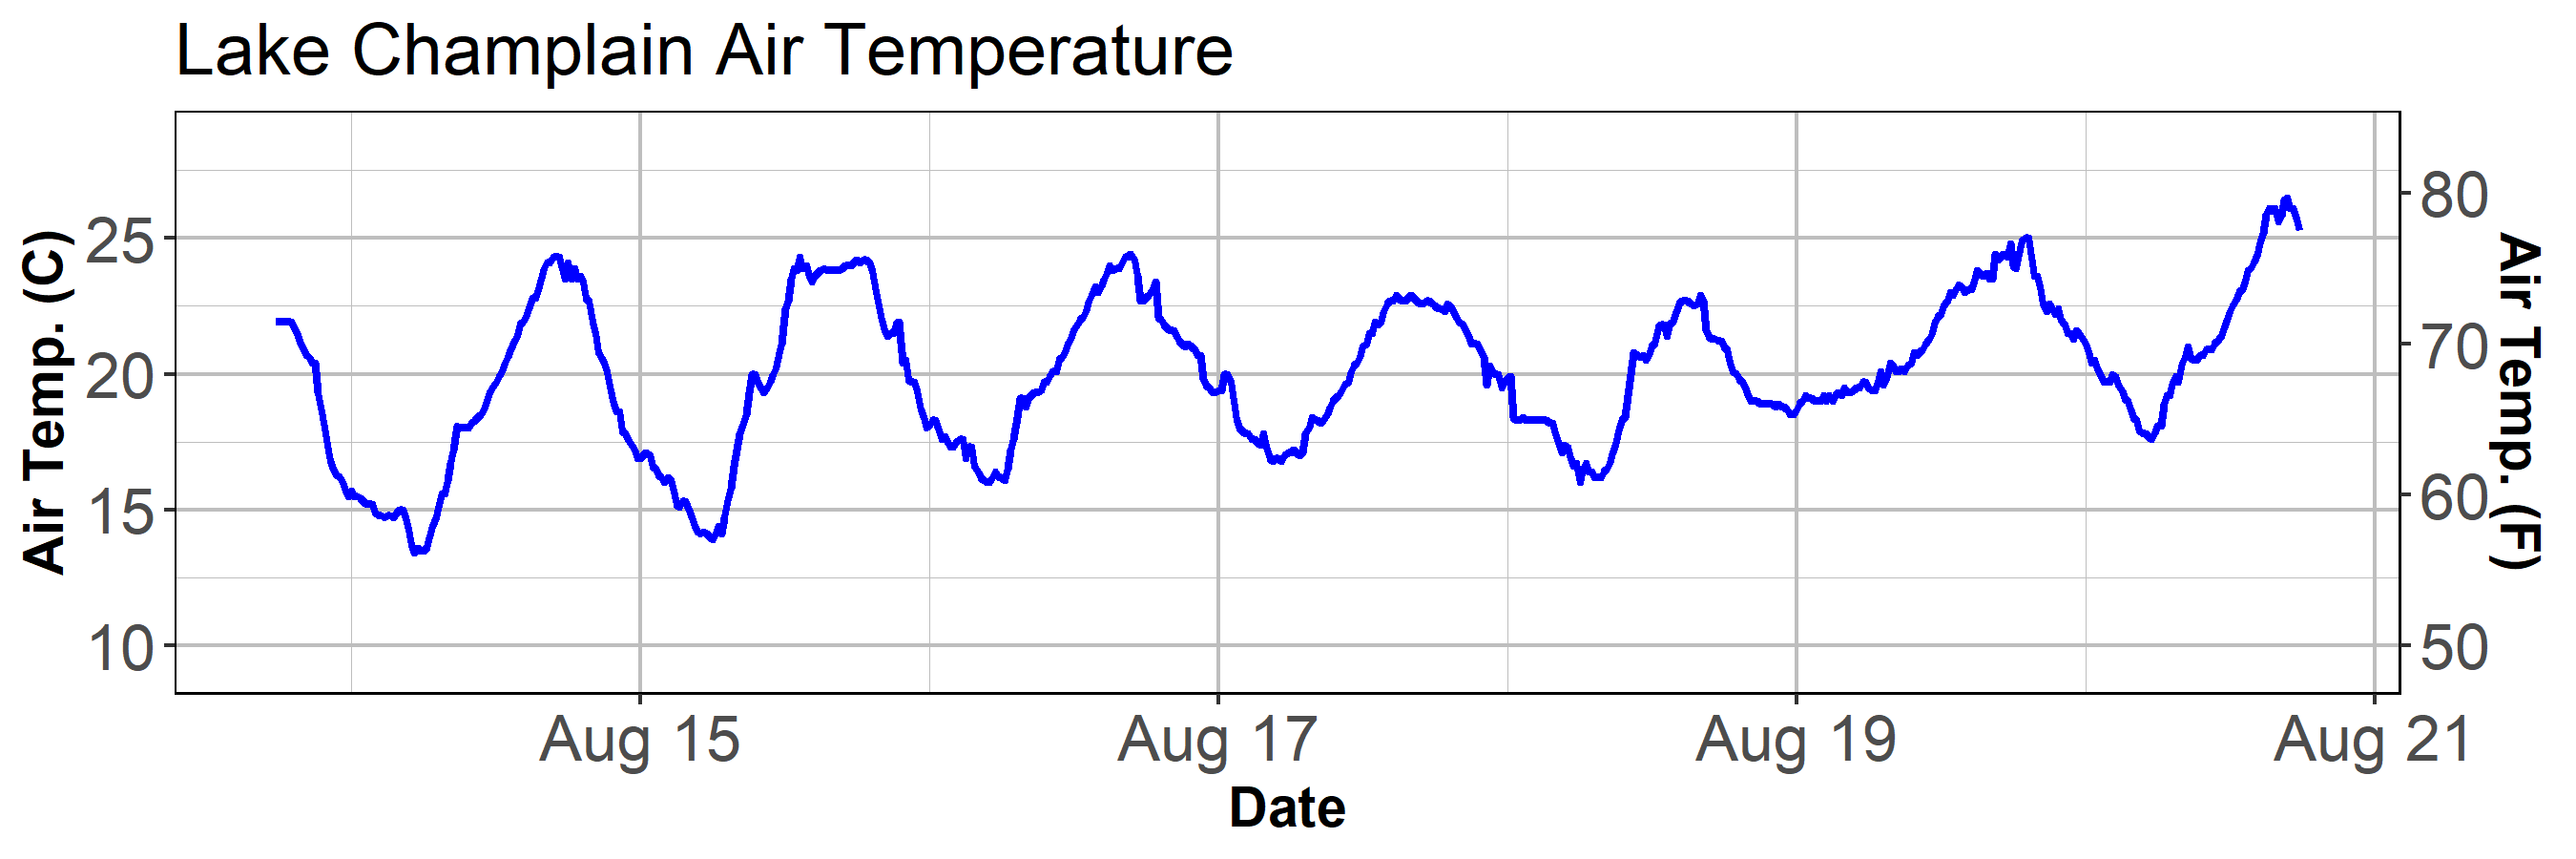 Lake Champlain Air Temperature
Air Temp. (C)
25
20
15
10
80
70
60
50
Air Temp. (F)
Aug 15
Aug 17
Aug 19
Aug 21
Date